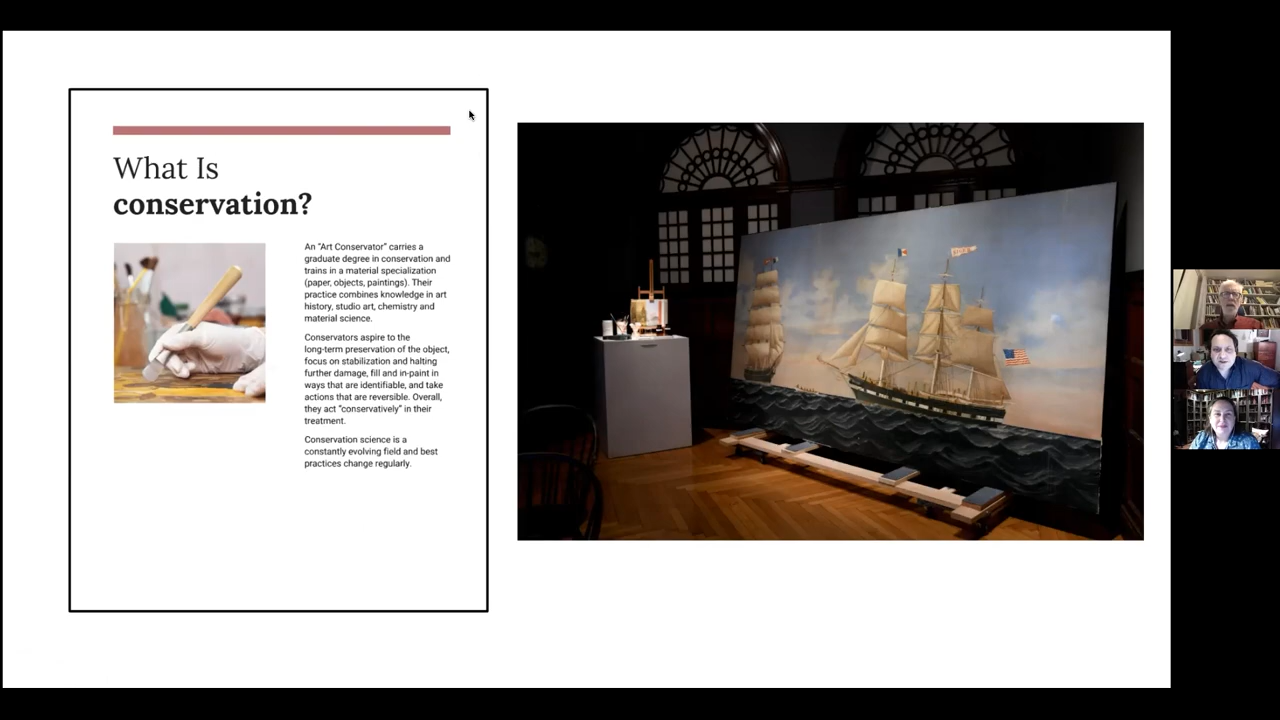 What Is
conservation?
An “Art Conservator” carries a
graduate degree in conservation and
trains in a material specialization
(paper, objects, paintings). Their
practice combines knowledge in art
history, studio art, chemistry and
material science.
Conservators aspire to the
long-term preservation of the object,
focus on stabilization and halting
further damage, fill and in-paint in
ways that are identifiable, and take
actions that are reversible. Overall,
they act “conservatively” in their
treatment.
Conservation science is a
constantly evolving field and best
practices change regularly.